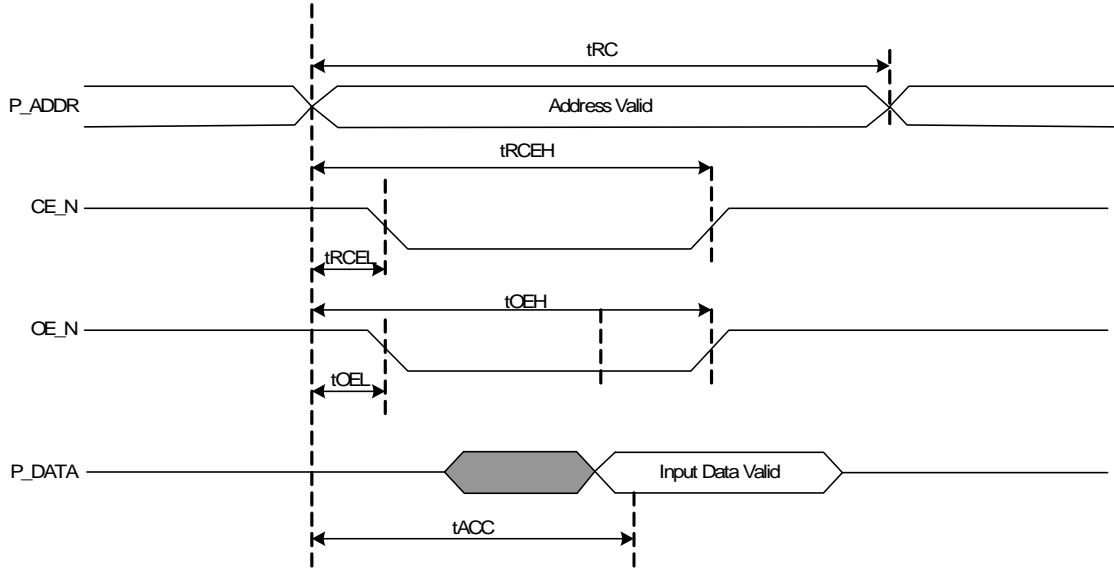 tRC
P_ADDR
Address Valid
tRCEH
CE_N
tRCEL
tOEH
OE_N
tOEL
P_DATA
Input Data Valid
tACC